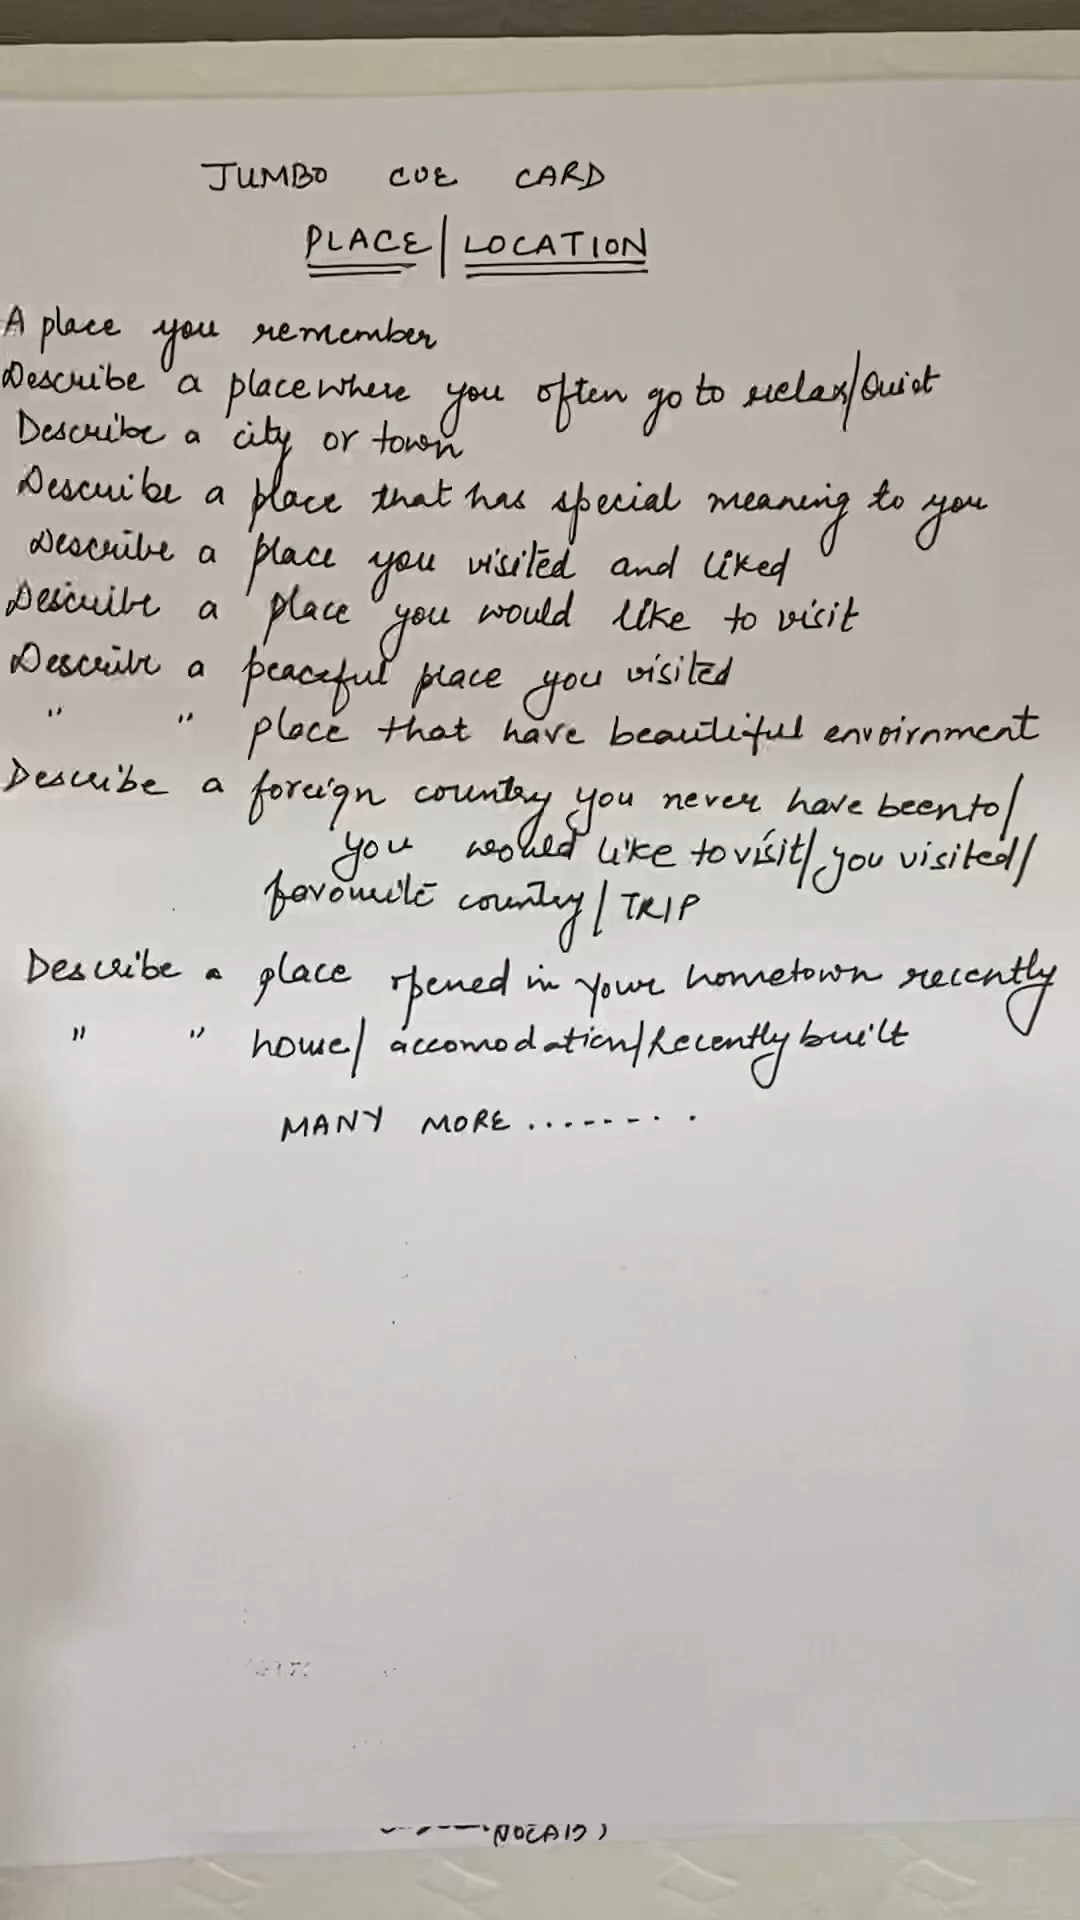 JUMBO CUE CARD
PLACE/LOCATION
A place you remember
Describe a place where you often go to relax/Quiet
Describe a city or town
Describe a place that has special meaning to you
Describe a place you visited and liked
Describe a place you would like to visit
Describe a peaceful place you visited
" " place that have beautiful envoirnment
Describe a foreign country you never have been to/
you would like to visit/you visited/
favourite country/TRIP
Describe a place opened in your hometown recently
" " house/accomodation/Recently built
MANY MORE .........